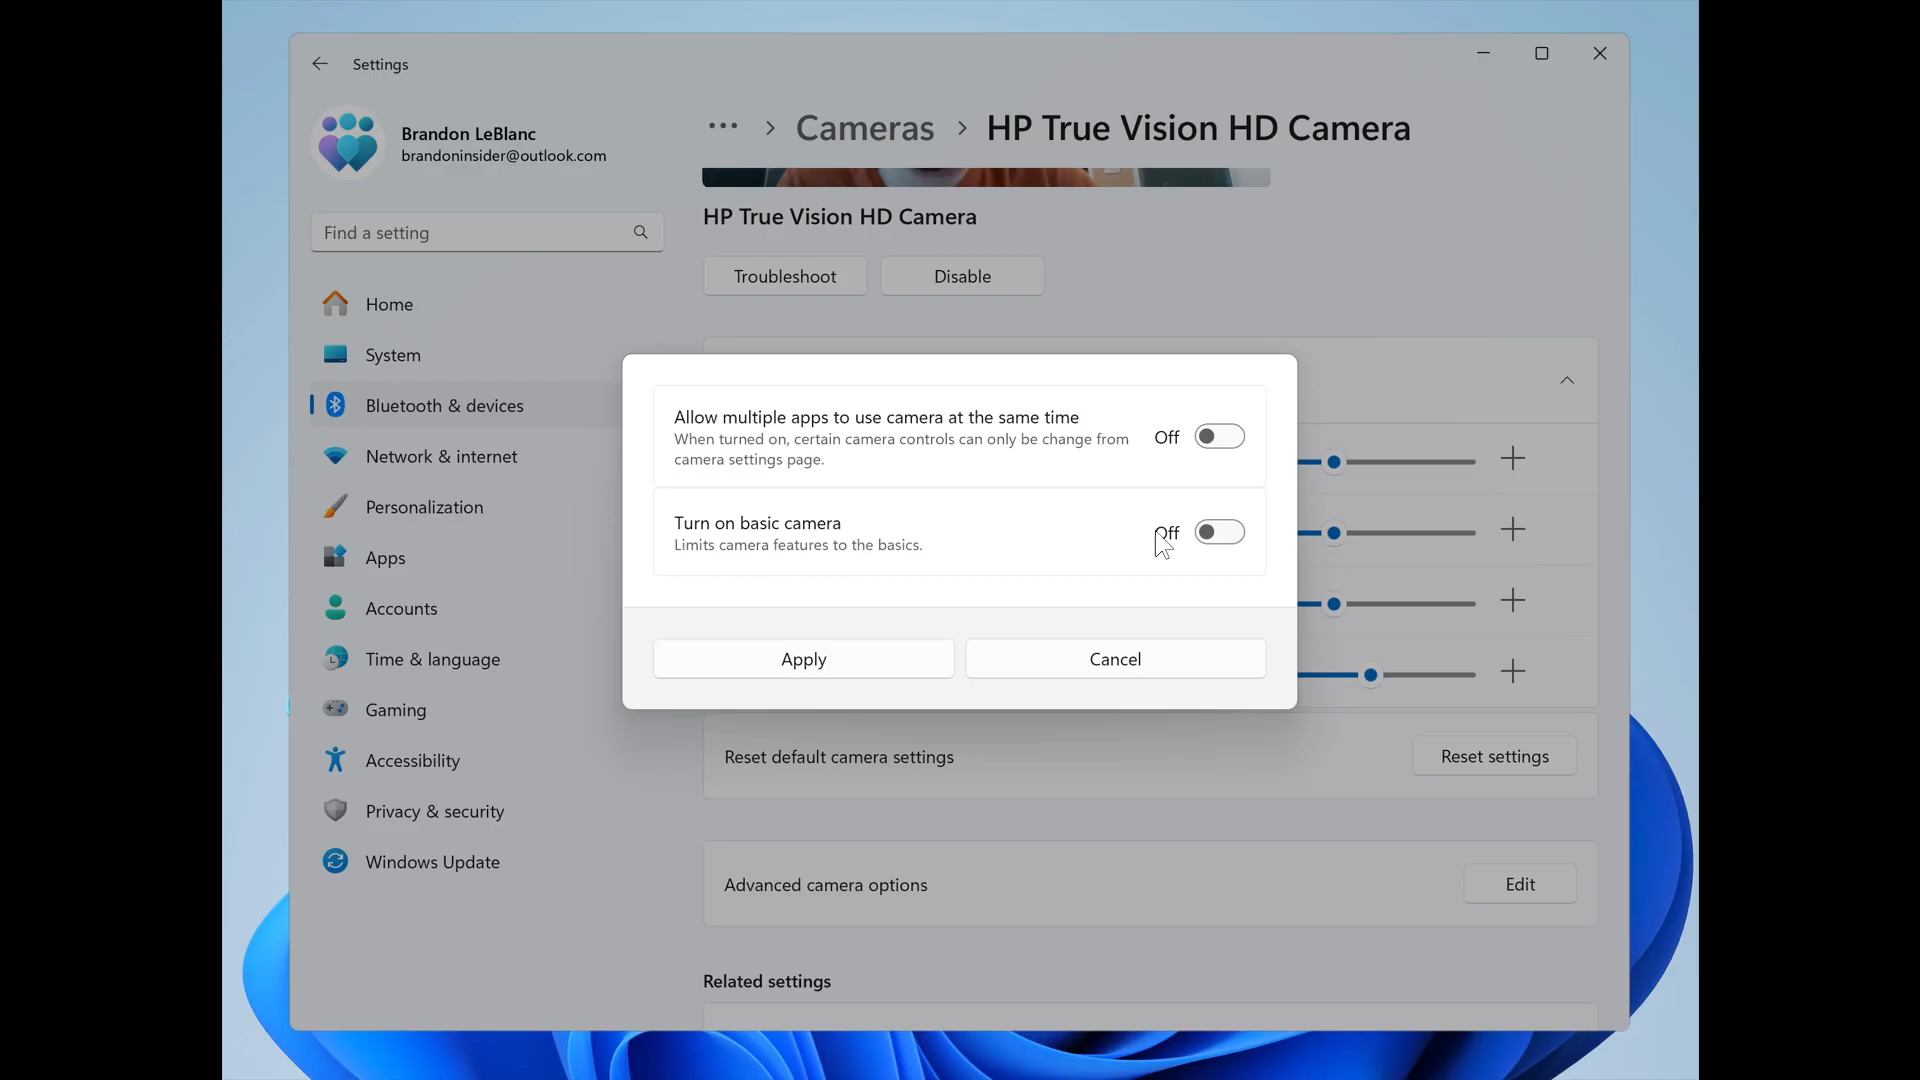 Settings
Brandon LeBlanc
brandoninsider@outlook.com
Find a setting
Home
System
Bluetooth & devices
Network & internet
Personalization
Apps
Accounts
Time & language
Gaming
Accessibility
Privacy & security
Windows Update
··· > Cameras > HP True Vision HD Camera
HP True Vision HD Camera
Troubleshoot Disable
Allow multiple apps to use camera at the same time
When turned on, certain camera controls can only be change from
camera settings page.
Off
Turn on basic camera
Limits camera features to the basics.
Off
Apply Cancel
Reset default camera settings Reset settings
Advanced camera options Edit
Related settings